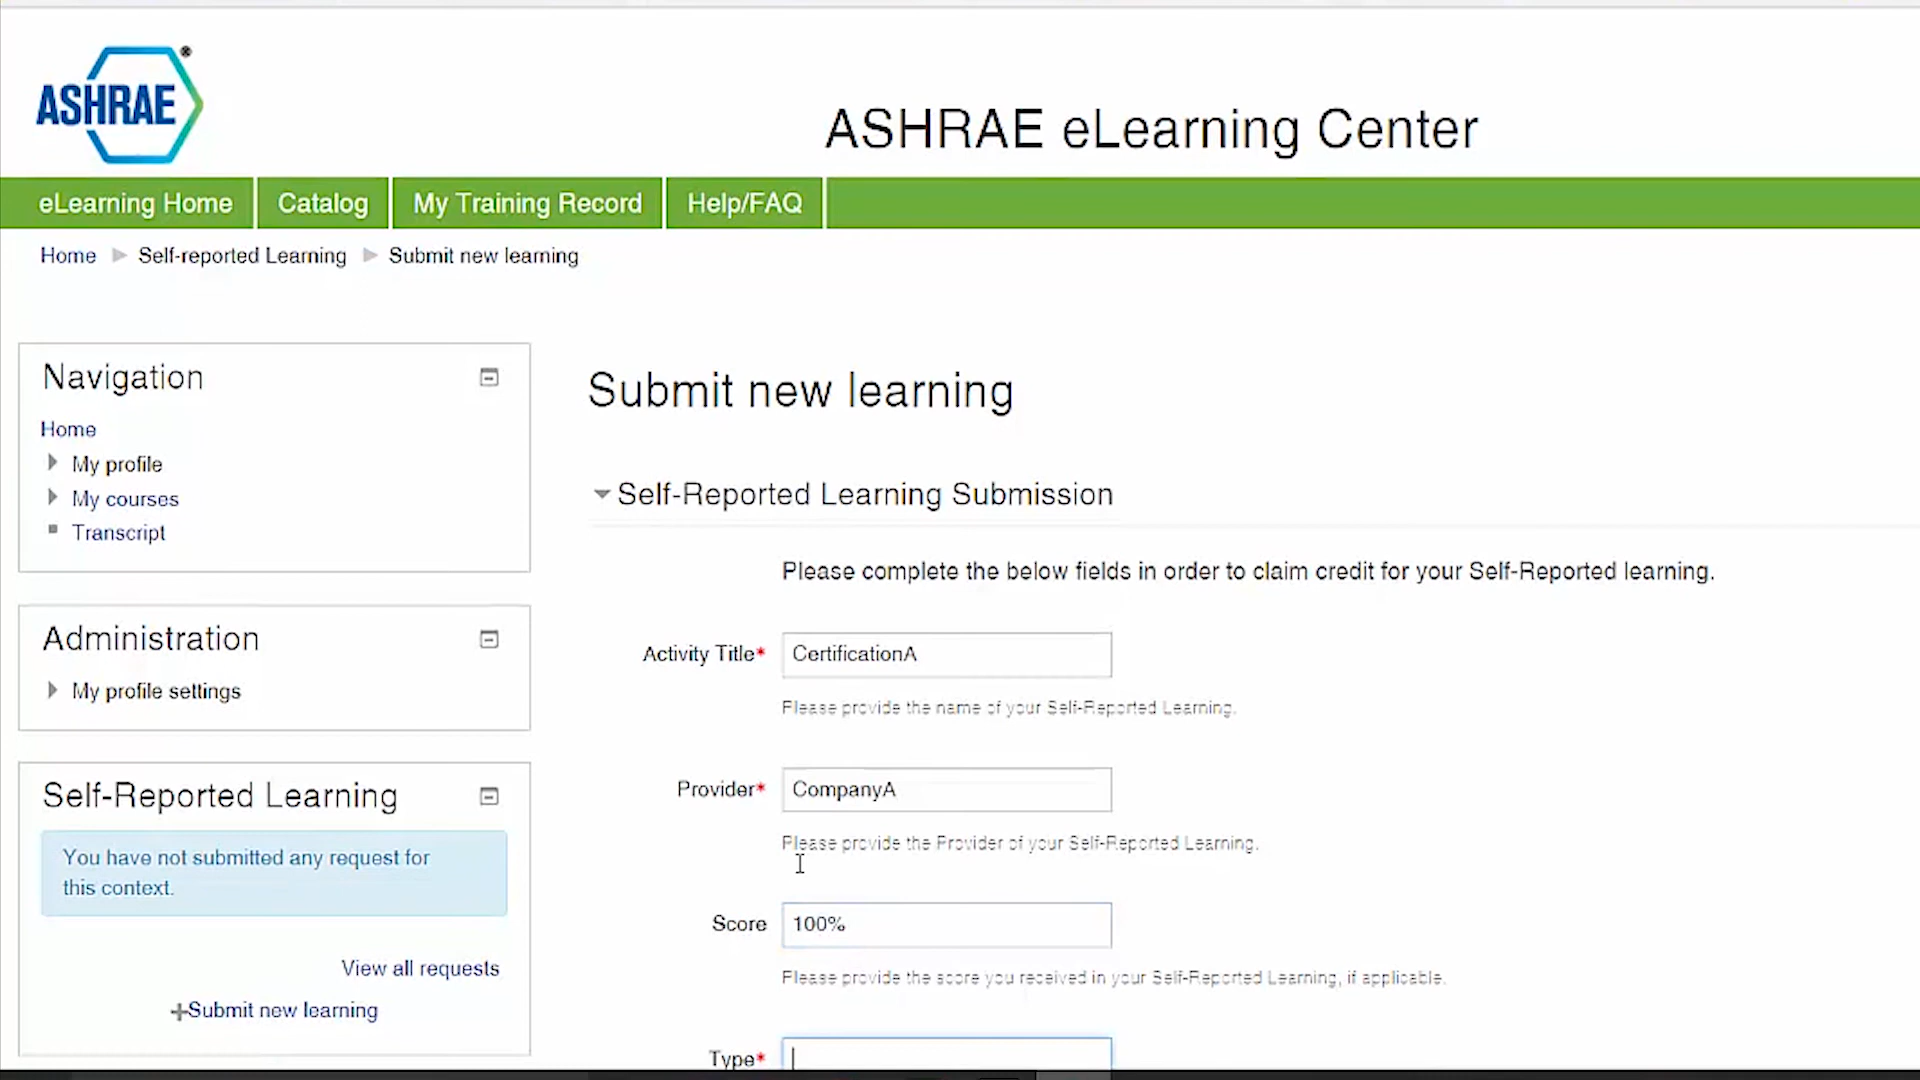 ASHRAE®
ASHRAE eLearning Center
eLearning Home Catalog My Training Record Help/FAQ
Home Self-reported Learning Submit new learning
Navigation
Home
My profile
My courses
Transcript
Administration
My profile settings
Self-Reported Learning
You have not submitted any request for
this context.
View all requests
Submit new learning
Submit new learning
Self-Reported Learning Submission
Please complete the below fields in order to claim credit for your Self-Reported learning.
Activity Title* CertificationA
Please provide the name of your Self-Reported Learning.
Provider* CompanyA
Please provide the Provider of your Self-Reported Learning.
Score 100%
Please provide the score you received in your Self-Reported Learning, if applicable.
Type*